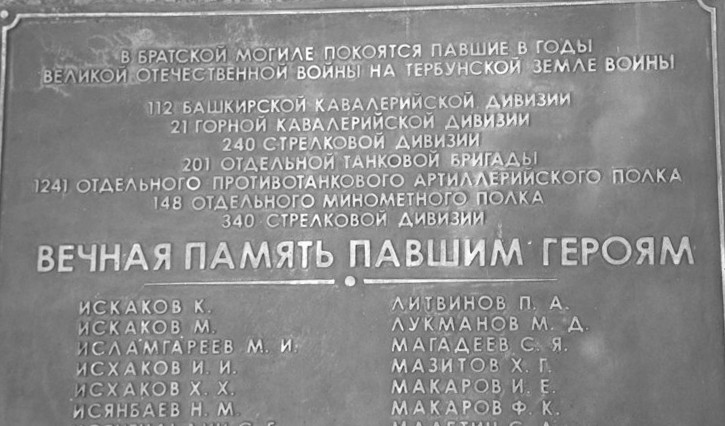 В БРАТСКОЙ МОГИЛЕ ПОКОЯТСЯ ПАВШИЕ В ГОДЫ
ВЕЛИКОЙ ОТЕЧЕСТВЕННОЙ ВОЙНЫ НА ТЕРБУНСКОЙ ЗЕМЛЕ ВОИНЫ
112 БАШКИРСКОЙ КАВАЛЕРИЙСКОЙ ДИВИЗИИ
21 ГОРНОЙ КАВАЛЕРИЙСКОЙ ДИВИЗИИ
240 СТРЕЛКОВОЙ ДИВИЗИИ
201 ОТДЕЛЬНОЙ ТАНКОВОЙ БРИГАДЫ
1241 ОТДЕЛЬНОГО ПРОТИВОТАНКОВОГО АРТИЛЛЕРИЙСКОГО ПОЛКА
148 ОТДЕЛЬНОГО МИНОМЕТНОГО ПОЛКА
340 СТРЕЛКОВОЙ ДИВИЗИИ
ВЕЧНАЯ ПАМЯТЬ ПАВШИМ ГЕРОЯМ
ИСКАКОВ К.
ИСКАКОВ М.
ИСЛАМГАРЕЕВ М. И.
ИСХАКОВ И. И.
ИСХАКОВ Х. Х.
ИСЯНБАЕВ Н. М.
ЛИТВИНОВ П. А.
ЛУКМАНОВ М. Д.
МАГАДЕЕВ С. Я.
МАЗИТОВ Х. Г.
МАКАРОВ И. Е.
МАКАРОВ Ф. К.